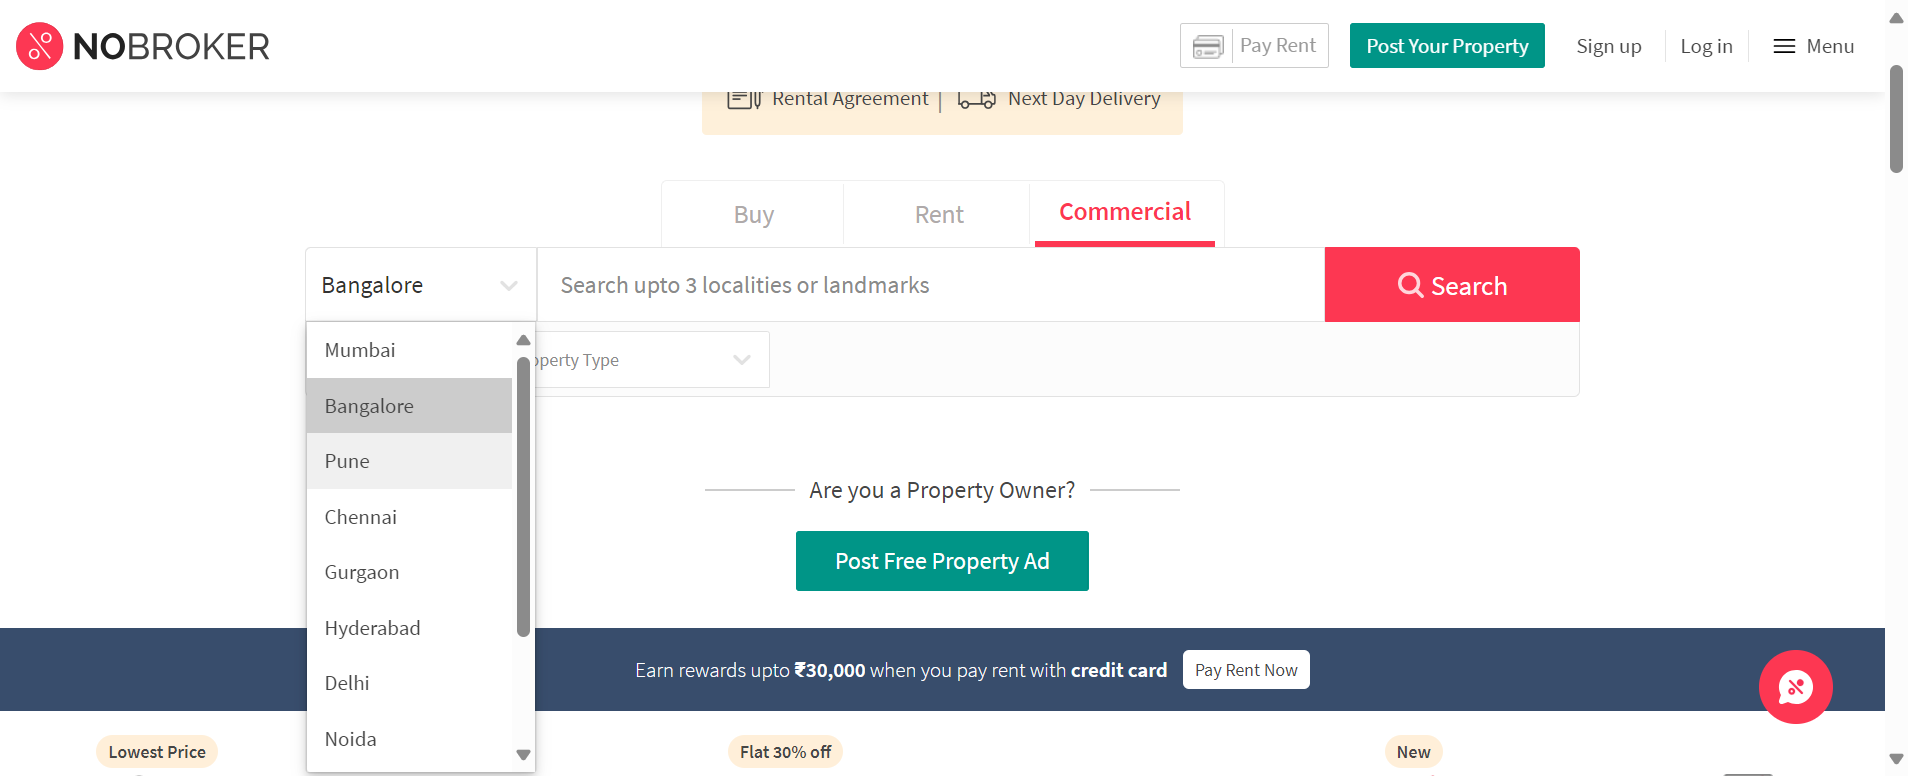 NOBROKER
Pay Rent
Post Your Property
Sign up
Log in
Menu
Rental Agreement | Next Day Delivery
Buy
Rent
Commercial
Bangalore
Search upto 3 localities or landmarks
Search
Mumbai
Bangalore
Pune
Chennai
Gurgaon
Hyderabad
Delhi
Noida
perty Type
Are you a Property Owner?
Post Free Property Ad
Earn rewards upto ₹30,000 when you pay rent with credit card
Pay Rent Now
Lowest Price
Flat 30% off
New